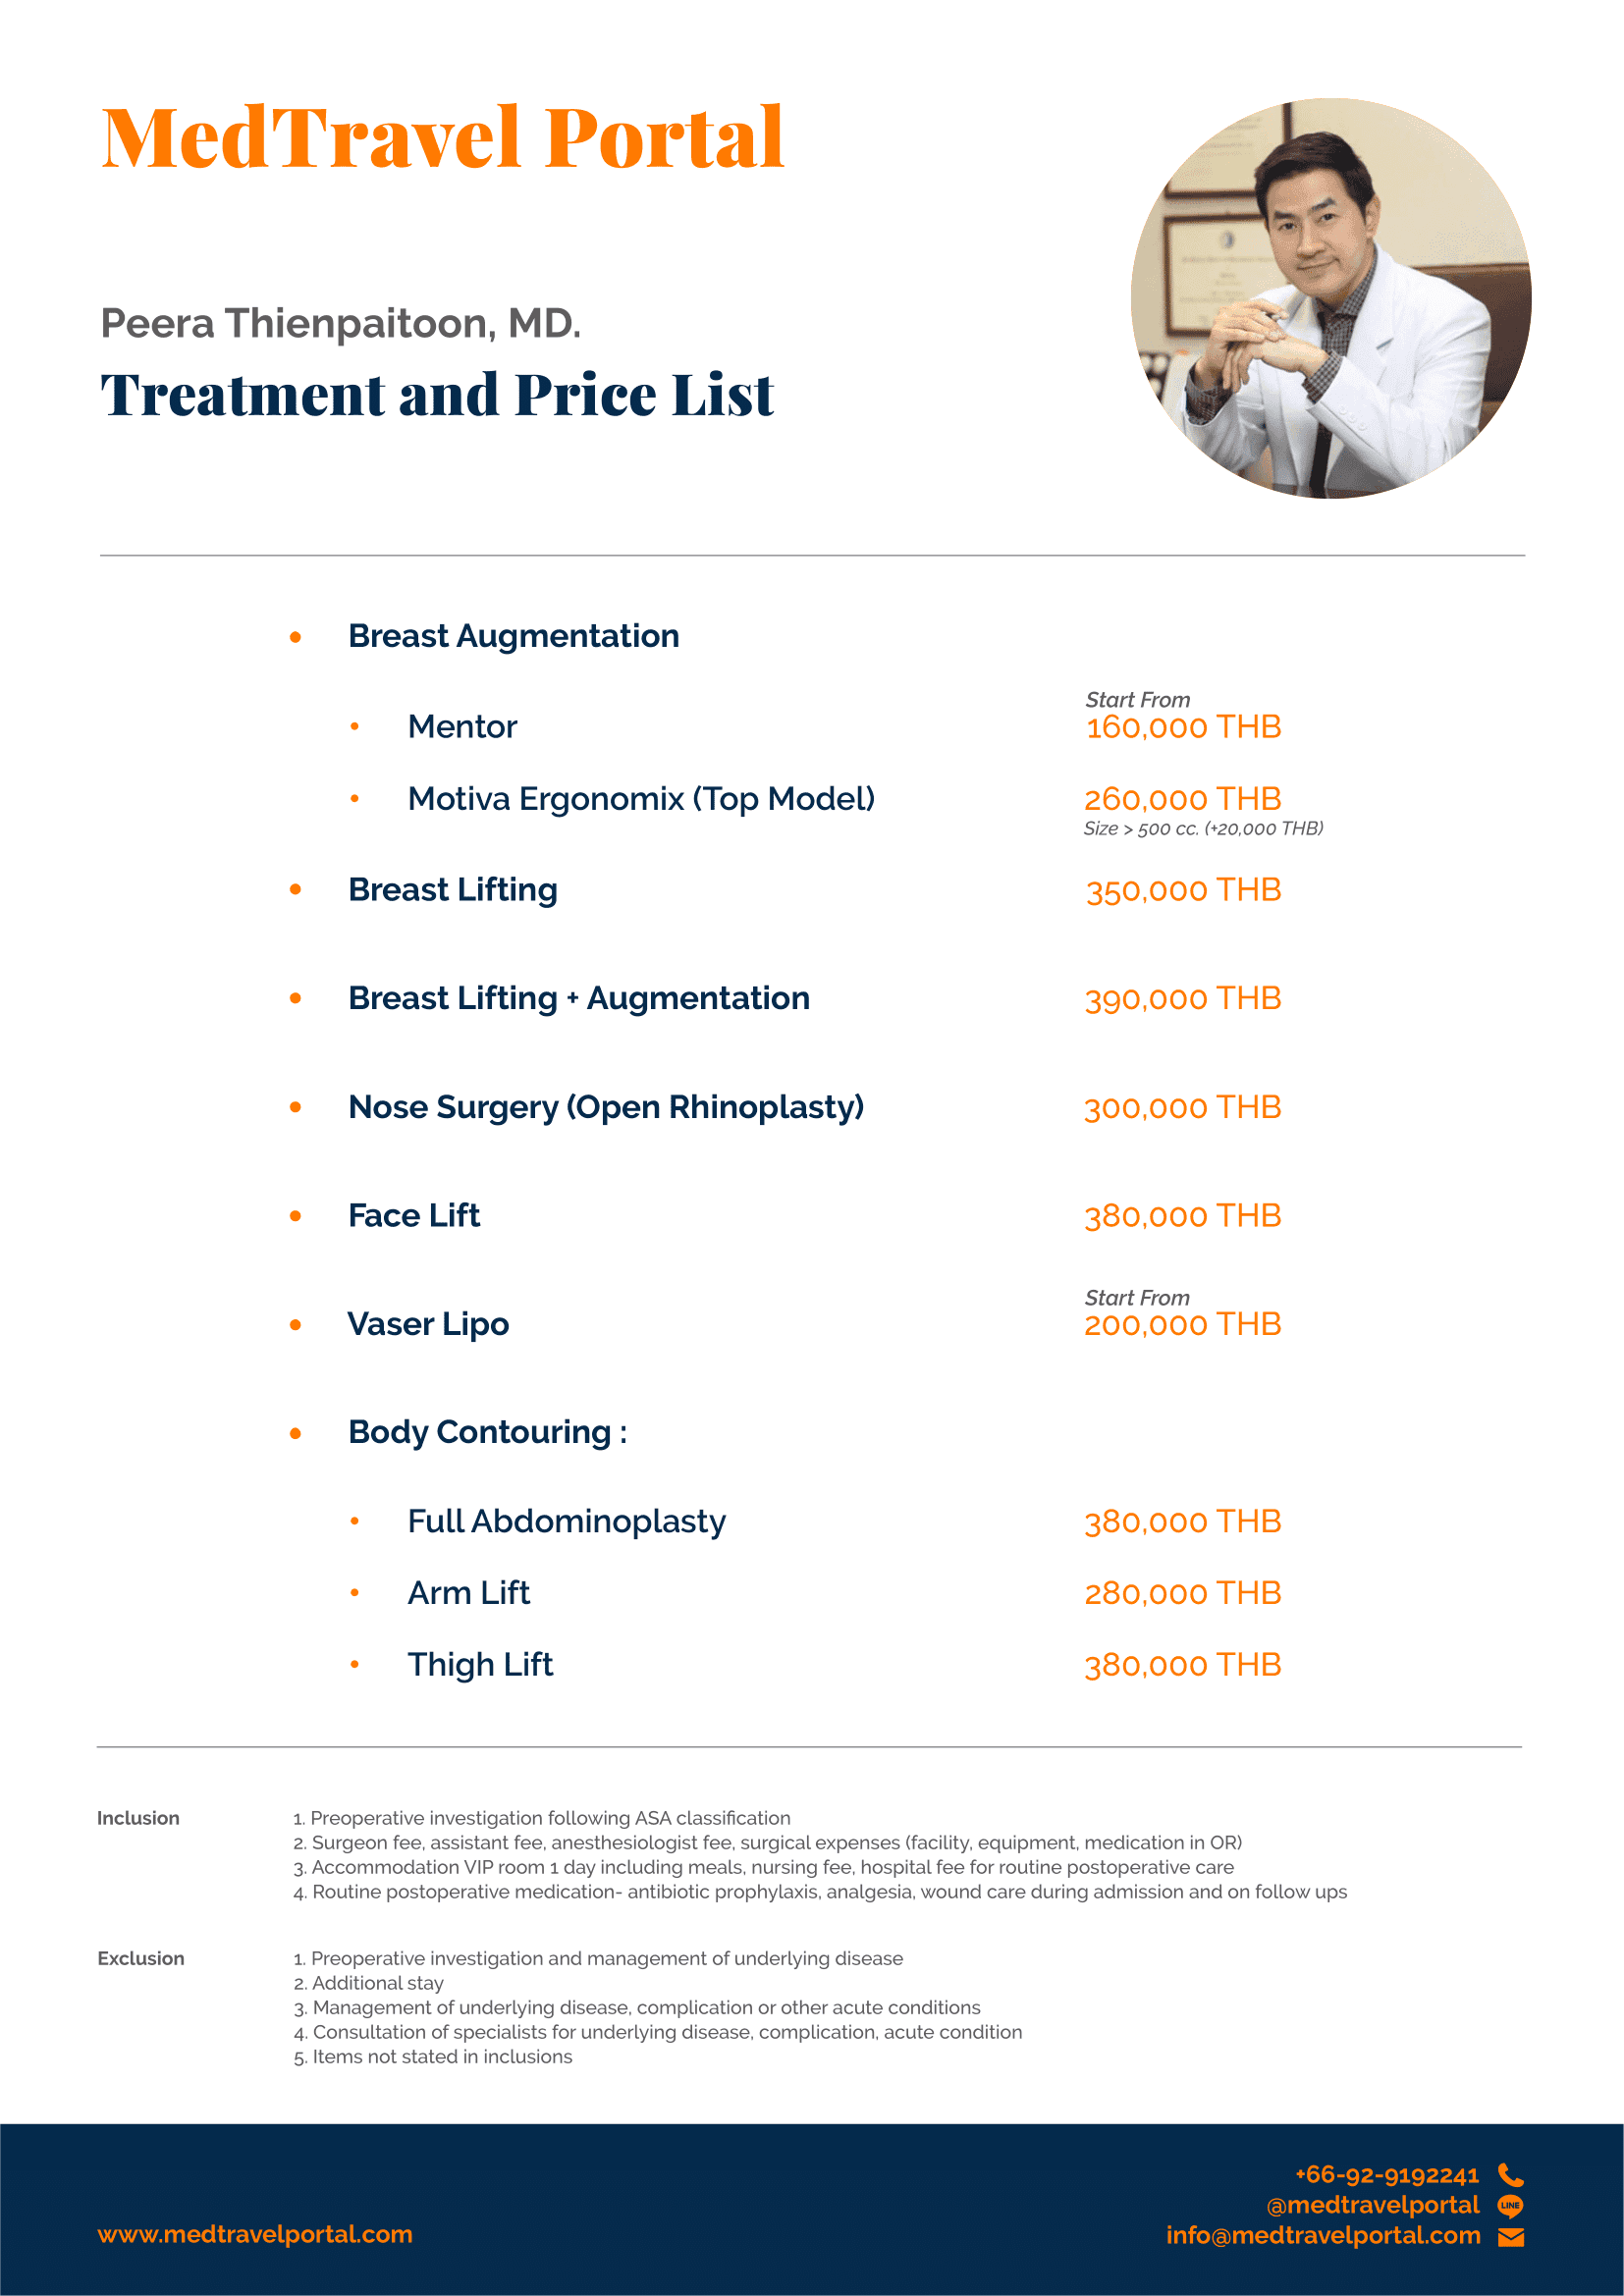 MedTravel Portal
Peera Thienpaitoon, MD.
Treatment and Price List
• Breast Augmentation
Start From
• Mentor 160,000 THB
• Motiva Ergonomix (Top Model) 260,000 THB
Size > 500 cc. (+20,000 THB)
• Breast Lifting 350,000 THB
• Breast Lifting + Augmentation 390,000 THB
• Nose Surgery (Open Rhinoplasty) 300,000 THB
• Face Lift 380,000 THB
Start From
• Vaser Lipo 200,000 THB
• Body Contouring :
• Full Abdominoplasty 380,000 THB
• Arm Lift 280,000 THB
• Thigh Lift 380,000 THB
Inclusion 1. Preoperative investigation following ASA classification
2. Surgeon fee, assistant fee, anesthesiologist fee, surgical expenses (facility, equipment, medication in OR)
3. Accommodation VIP room 1 day including meals, nursing fee, hospital fee for routine postoperative care
4. Routine postoperative medication- antibiotic prophylaxis, analgesia, wound care during admission and on follow ups
Exclusion 1. Preoperative investigation and management of underlying disease
2. Additional stay
3. Management of underlying disease, complication or other acute conditions
4. Consultation of specialists for underlying disease, complication, acute condition
5. Items not stated in inclusions
+66-92-9192241
@medtravelportal LINE
www.medtravelportal.com info@medtravelportal.com